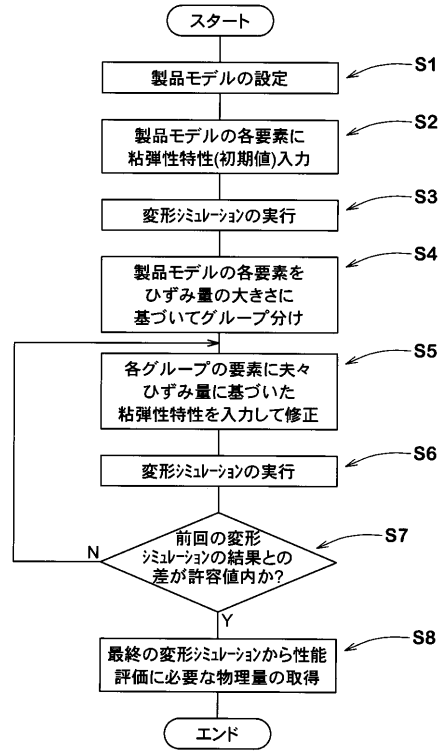 スタート
製品モデルの設定
S1
製品モデルの各要素に
粘弾性特性(初期値)入力
S2
変形ｼﾐｭﾚｰｼｮﾝの実行
S3
製品モデルの各要素を
ひずみ量の大きさに
基づいてグループ分け
S4
各グループの要素に夫々
ひずみ量に基づいた
粘弾性特性を入力して修正
S5
変形ｼﾐｭﾚｰｼｮﾝの実行
S6
前回の変形
ｼﾐｭﾚｰｼｮﾝの結果との
差が許容値内か?
S7
N
Y
最終の変形ｼﾐｭﾚｰｼｮﾝから性能
評価に必要な物理量の取得
S8
エンド